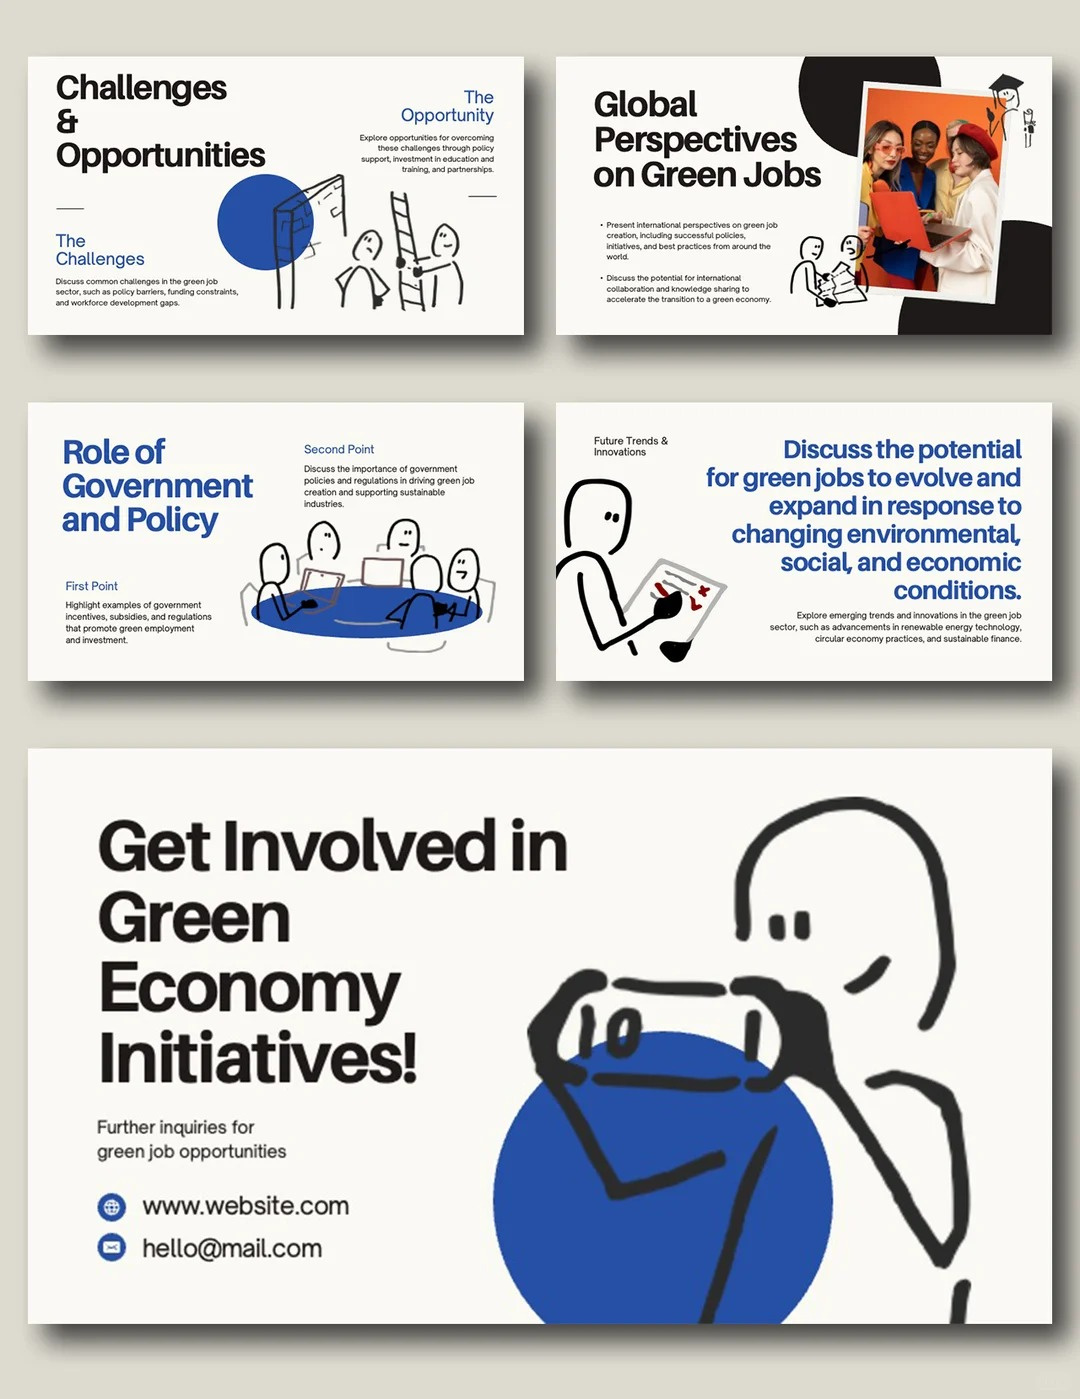 Challenges
&
Opportunities
The
Opportunity
Explore opportunities for overcoming
these challenges through policy
support, investment in education and
training, and partnerships.
The
Challenges
Discuss common challenges in the green job
sector, such as policy barriers, funding constraints,
and workforce development gaps.
Global
Perspectives
on Green Jobs
• Present international perspectives on green job
creation, including successful policies,
initiatives, and best practices from around the
world.
• Discuss the potential for international
collaboration and knowledge sharing to
accelerate the transition to a green economy.
Role of
Government
and Policy
Second Point
Discuss the importance of government
policies and regulations in driving green job
creation and supporting sustainable
industries.
First Point
Highlight examples of government
incentives, subsidies, and regulations
that promote green employment
and investment.
Future Trends &
Innovations
Discuss the potential
for green jobs to evolve and
expand in response to
changing environmental,
social, and economic
conditions.
Explore emerging trends and innovations in the green job
sector, such as advancements in renewable energy technology,
circular economy practices, and sustainable finance.
Get Involved in
Green
Economy
Initiatives!
10 1
Further inquiries for
green job opportunities
www.website.com
hello@mail.com